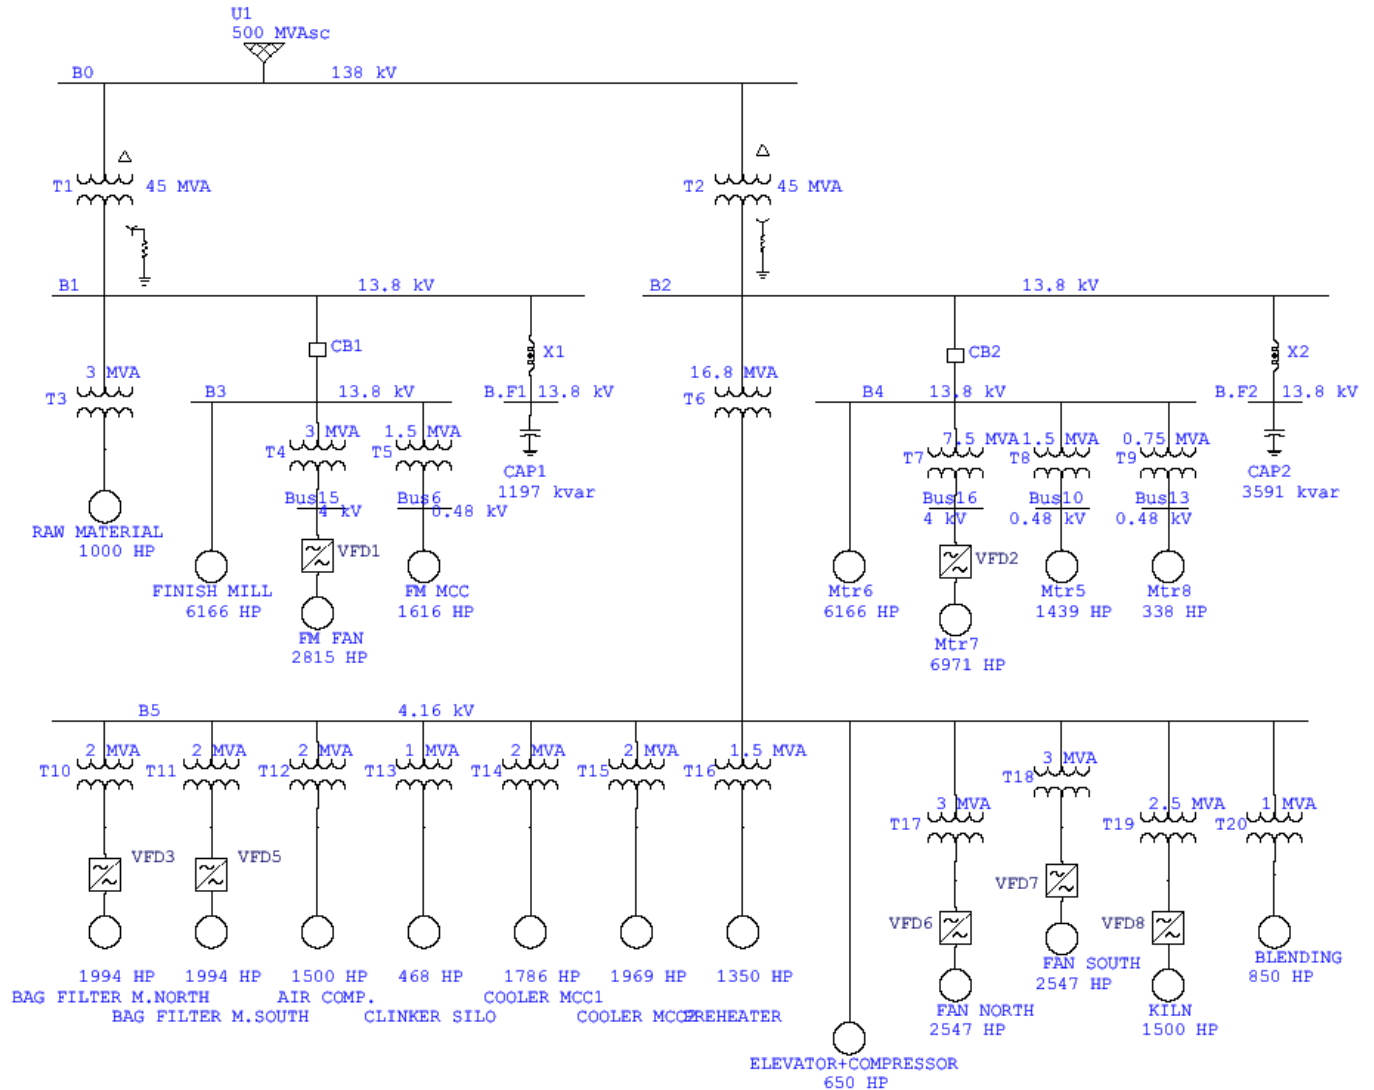 U1
500 MVAsc
B0 138 kV
T1 45 MVA
T2 45 MVA
B1 13.8 kV
B2 13.8 kV
CB1
X1
CB2
X2
3 MVA
T3
B3 13.8 kV
B.F1 13.8 kV
16.8 MVA
T6
B4 13.8 kV
B.F2 13.8 kV
3 MVA
T4
1.5 MVA
T5
CAP1
1197 kvar
7.5 MVA
T7
1.5 MVA
T8
0.75 MVA
T9
CAP2
3591 kvar
Bus15
4 kV
Bus6
0.48 kV
Bus16
4 kV
Bus10
0.48 kV
Bus13
0.48 kV
RAW MATERIAL
1000 HP
VFD1
VFD2
FINISH MILL
6166 HP
FM MCC
1616 HP
FM FAN
2815 HP
Mtr6
6166 HP
Mtr5
1439 HP
Mtr8
338 HP
Mtr7
6971 HP
B5 4.16 kV
2 MVA
T10
2 MVA
T11
2 MVA
T12
1 MVA
T13
2 MVA
T14
2 MVA
T15
1.5 MVA
T16
3 MVA
T17
3 MVA
T18
2.5 MVA
T19
1 MVA
T20
VFD3
VFD5
VFD6
VFD7
VFD8
1994 HP
BAG FILTER M.NORTH
1994 HP
BAG FILTER M.SOUTH
1500 HP
AIR COMP.
468 HP
CLINKER SILO
1786 HP
COOLER MCC1
1969 HP
COOLER MCC2
1350 HP
PREHEATER
ELEVATOR+COMPRESSOR
650 HP
FAN NORTH
2547 HP
FAN SOUTH
2547 HP
KILN
1500 HP
BLENDING
850 HP